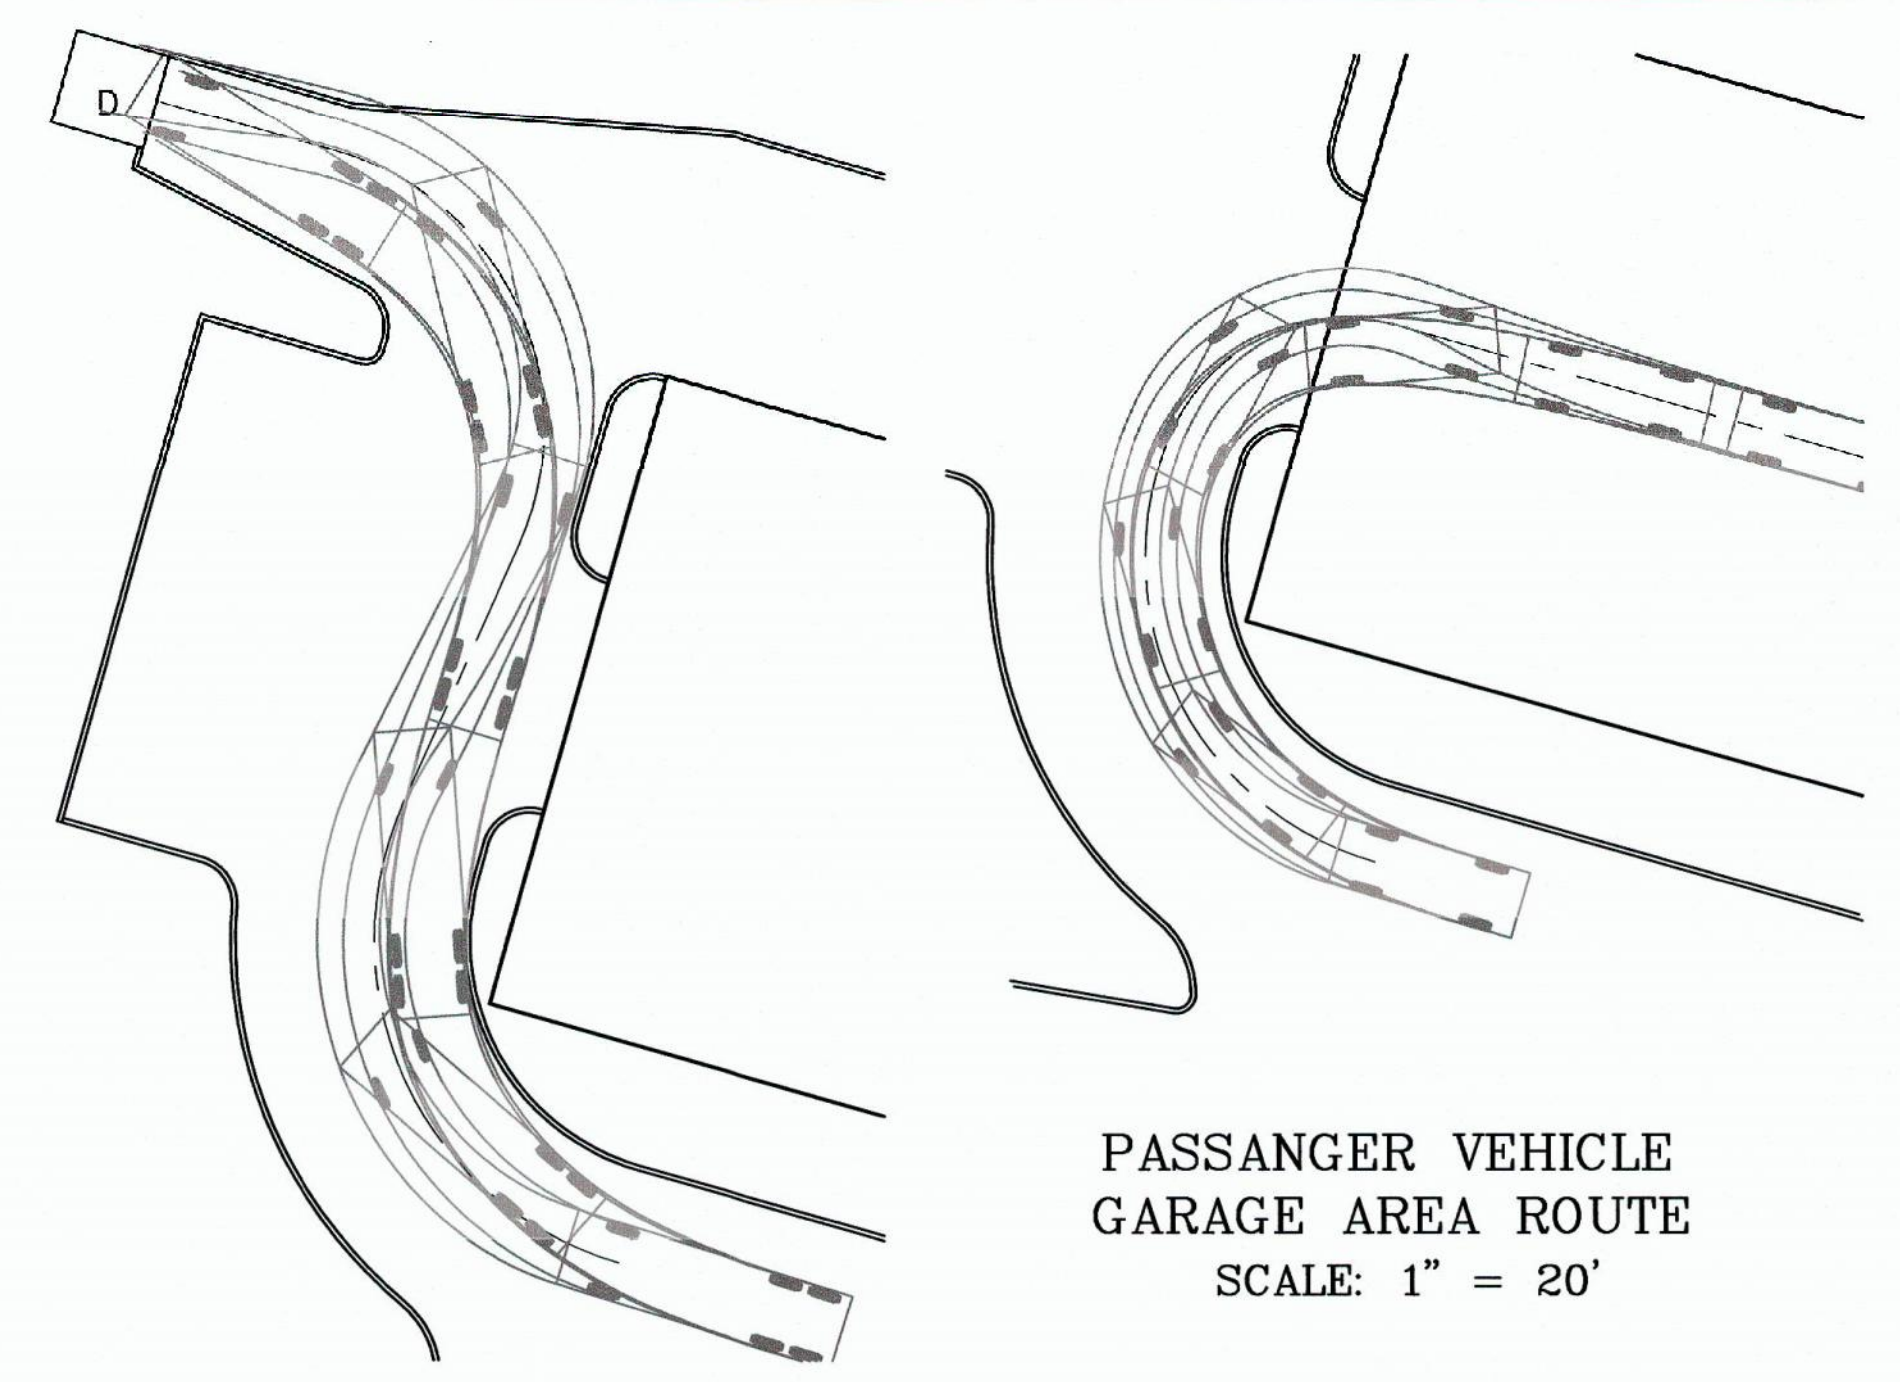 D
PASSANGER VEHICLE
GARAGE AREA ROUTE
SCALE: 1" = 20'